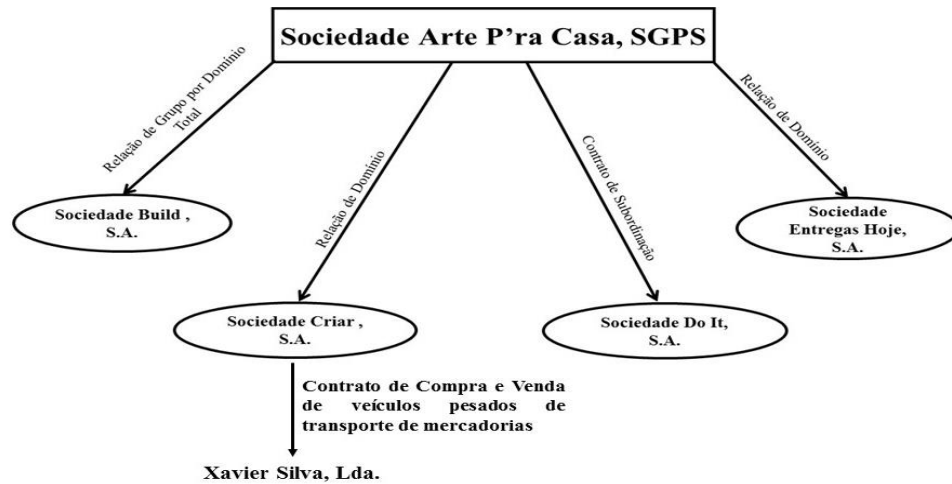 Sociedade Arte P’ra Casa, SGPS
Relação de Grupo por Domínio
Total
Relação de Domínio
Contrato de Subordinação
Relação de Domínio
Sociedade Build ,
S.A.
Sociedade
Entregas Hoje,
S.A.
Sociedade Criar ,
S.A.
Sociedade Do It,
S.A.
Contrato de Compra e Venda
de veículos pesados de
transporte de mercadorias
Xavier Silva, Lda.